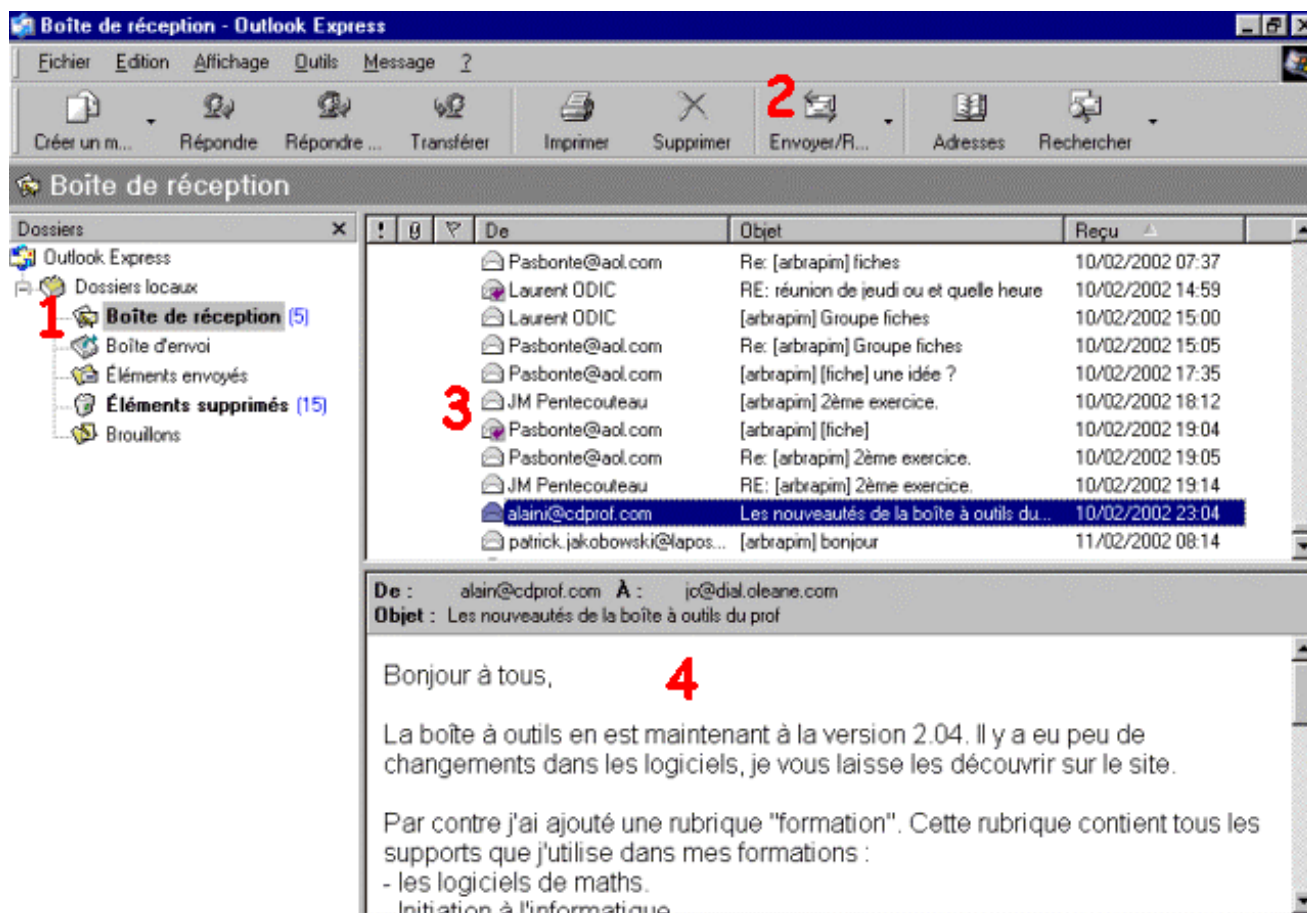 Boîte de réception - Outlook Express
Fichier Edition Affichage Outils Message ?
2
Créer un m... Répondre Répondre ... Transférer Imprimer Supprimer Envoyer/R... Adresses Rechercher
Boîte de réception
Dossiers
Outlook Express
Dossiers locaux
1
Boîte de réception (5)
Boîte d'envoi
Éléments envoyés
Éléments supprimés (15)
Brouillons
! De Objet Reçu
Pasbonte@aol.com Re: [arbrapim] fiches 10/02/2002 07:37
Laurent ODIC RE: réunion de jeudi ou et quelle heure 10/02/2002 14:59
Laurent ODIC [arbrapim] Groupe fiches 10/02/2002 15:00
Pasbonte@aol.com Re: [arbrapim] Groupe fiches 10/02/2002 15:05
Pasbonte@aol.com [arbrapim] [fiche] une idée ? 10/02/2002 17:35
3
JM Pentecouteau [arbrapim] 2ème exercice. 10/02/2002 18:12
Pasbonte@aol.com [arbrapim] [fiche] 10/02/2002 19:04
Pasbonte@aol.com Re: [arbrapim] 2ème exercice. 10/02/2002 19:05
JM Pentecouteau RE: [arbrapim] 2ème exercice. 10/02/2002 19:14
alaini@cdprof.com Les nouveautés de la boîte à outils du... 10/02/2002 23:04
patrick.jakobowski@lapos... [arbrapim] bonjour 11/02/2002 08:14
De : alain@cdprof.com À : jc@dial.oleane.com
Objet : Les nouveautés de la boîte à outils du prof
4
Bonjour à tous,
La boîte à outils en est maintenant à la version 2.04. Il y a eu peu de
changements dans les logiciels, je vous laisse les découvrir sur le site.
Par contre j'ai ajouté une rubrique "formation". Cette rubrique contient tous les
supports que j'utilise dans mes formations :
- les logiciels de maths.
- Initiation à l'informatique